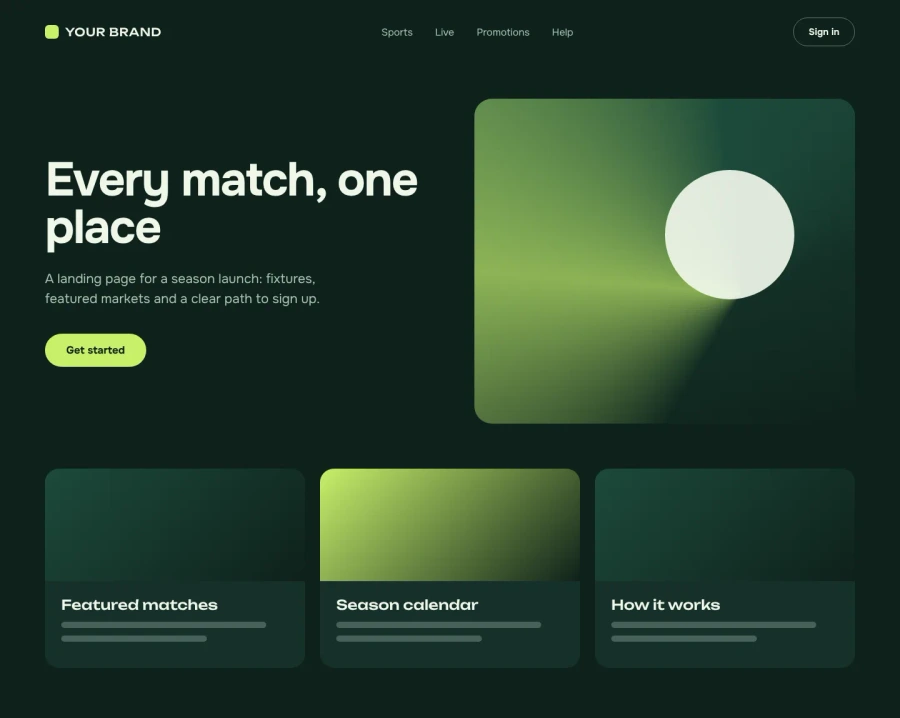 YOUR BRAND
Sports
Live
Promotions
Help
Sign in
Every match, one
place
A landing page for a season launch: fixtures,
featured markets and a clear path to sign up.
Get started
Featured matches
Season calendar
How it works